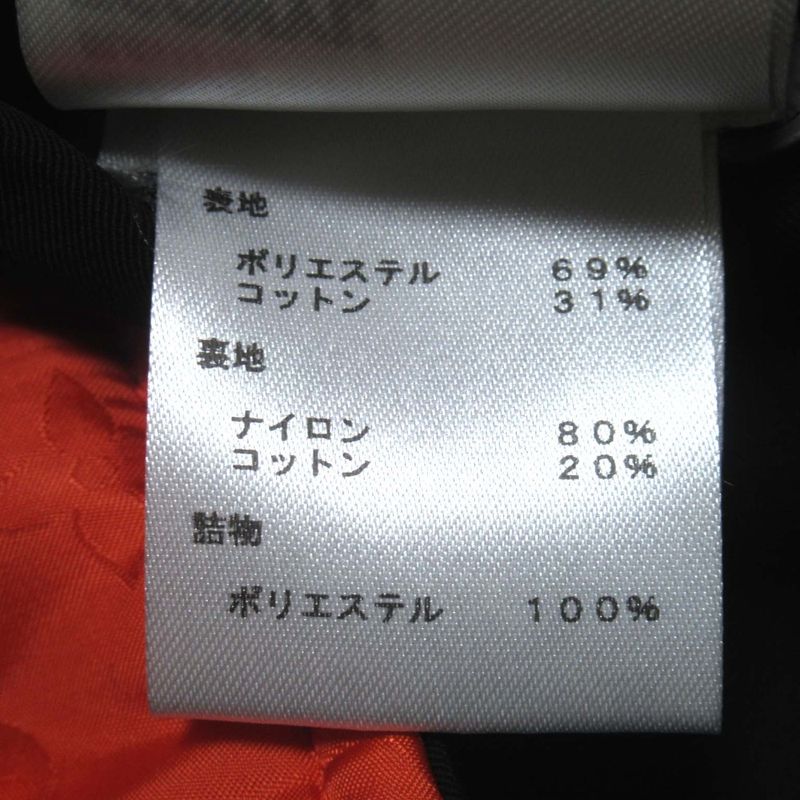 表地
ポリエステル 69%
コットン 31%
裏地
ナイロン 80%
コットン 20%
詰物
ポリエステル 100%